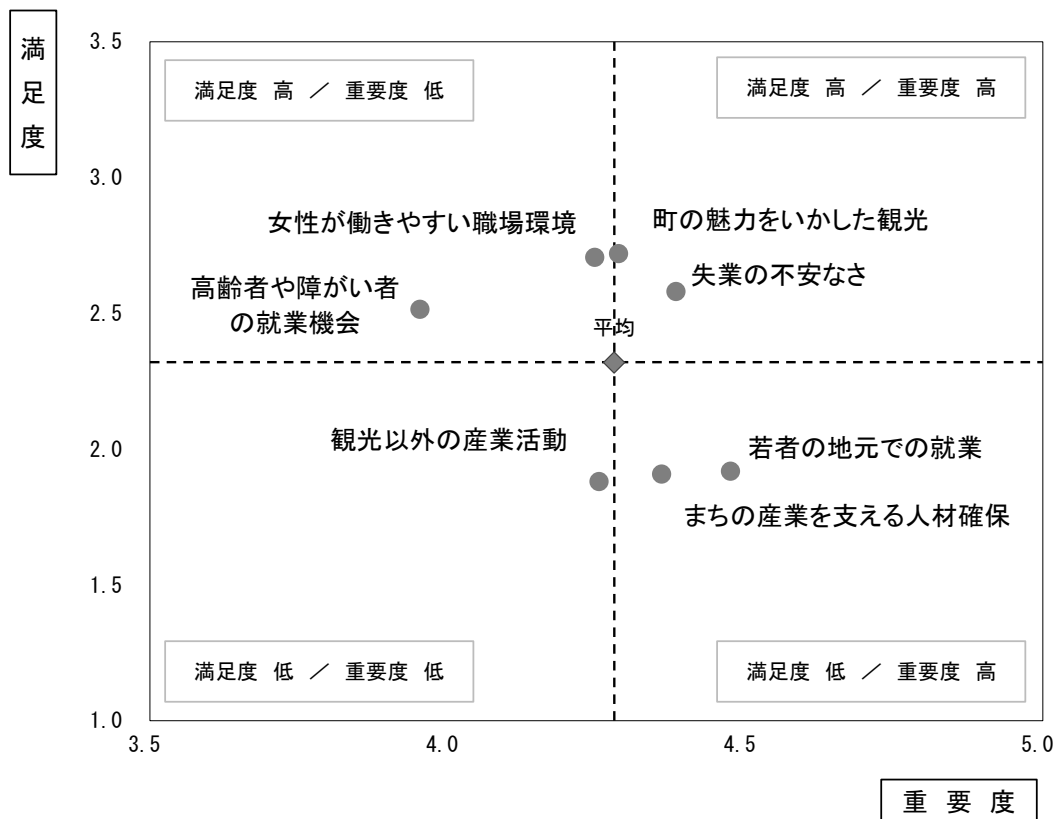 満足度
3.5
満足度 高 ／ 重要度 低
満足度 高 ／ 重要度 高
3.0
女性が働きやすい職場環境
町の魅力をいかした観光
高齢者や障がい者
の就業機会
失業の不安なさ
2.5
平均
観光以外の産業活動
若者の地元での就業
2.0
まちの産業を支える人材確保
1.5
満足度 低 ／ 重要度 低
満足度 低 ／ 重要度 高
1.0
3.5
4.0
4.5
5.0
重 要 度